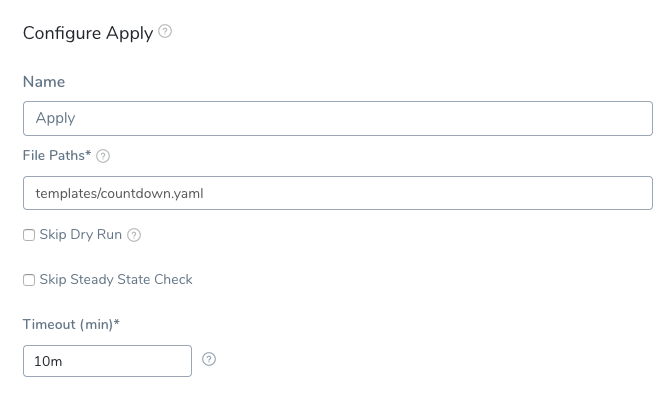 Configure Apply ?
Name
Apply
File Paths* ?
templates/countdown.yaml
Skip Dry Run ?
Skip Steady State Check
Timeout (min)*
10m ?